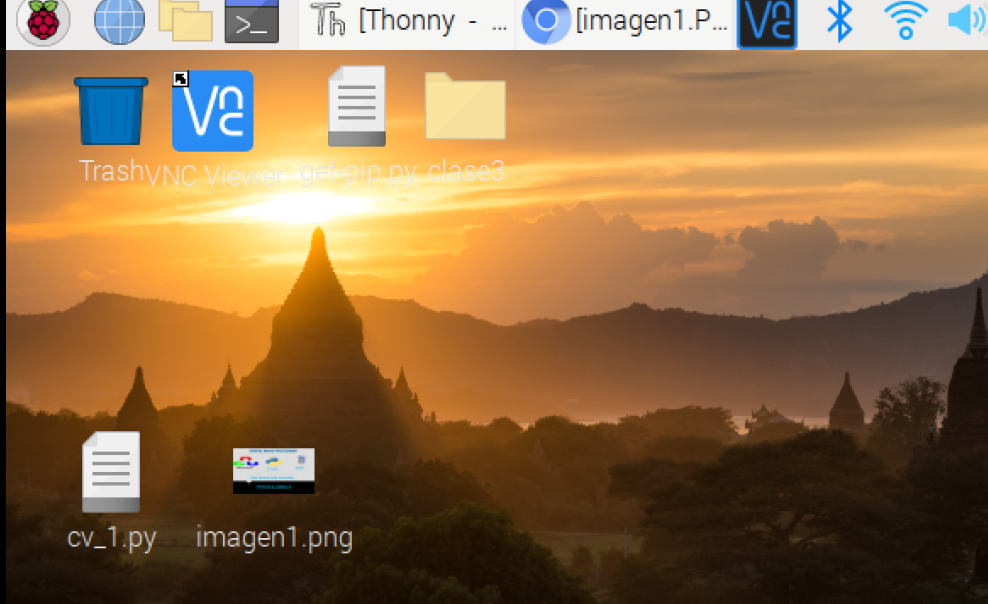 [Thonny - ...
[imagen1.P...
Trash
VNC Viewer
get-pip.py
clase3
cv_1.py
imagen1.png